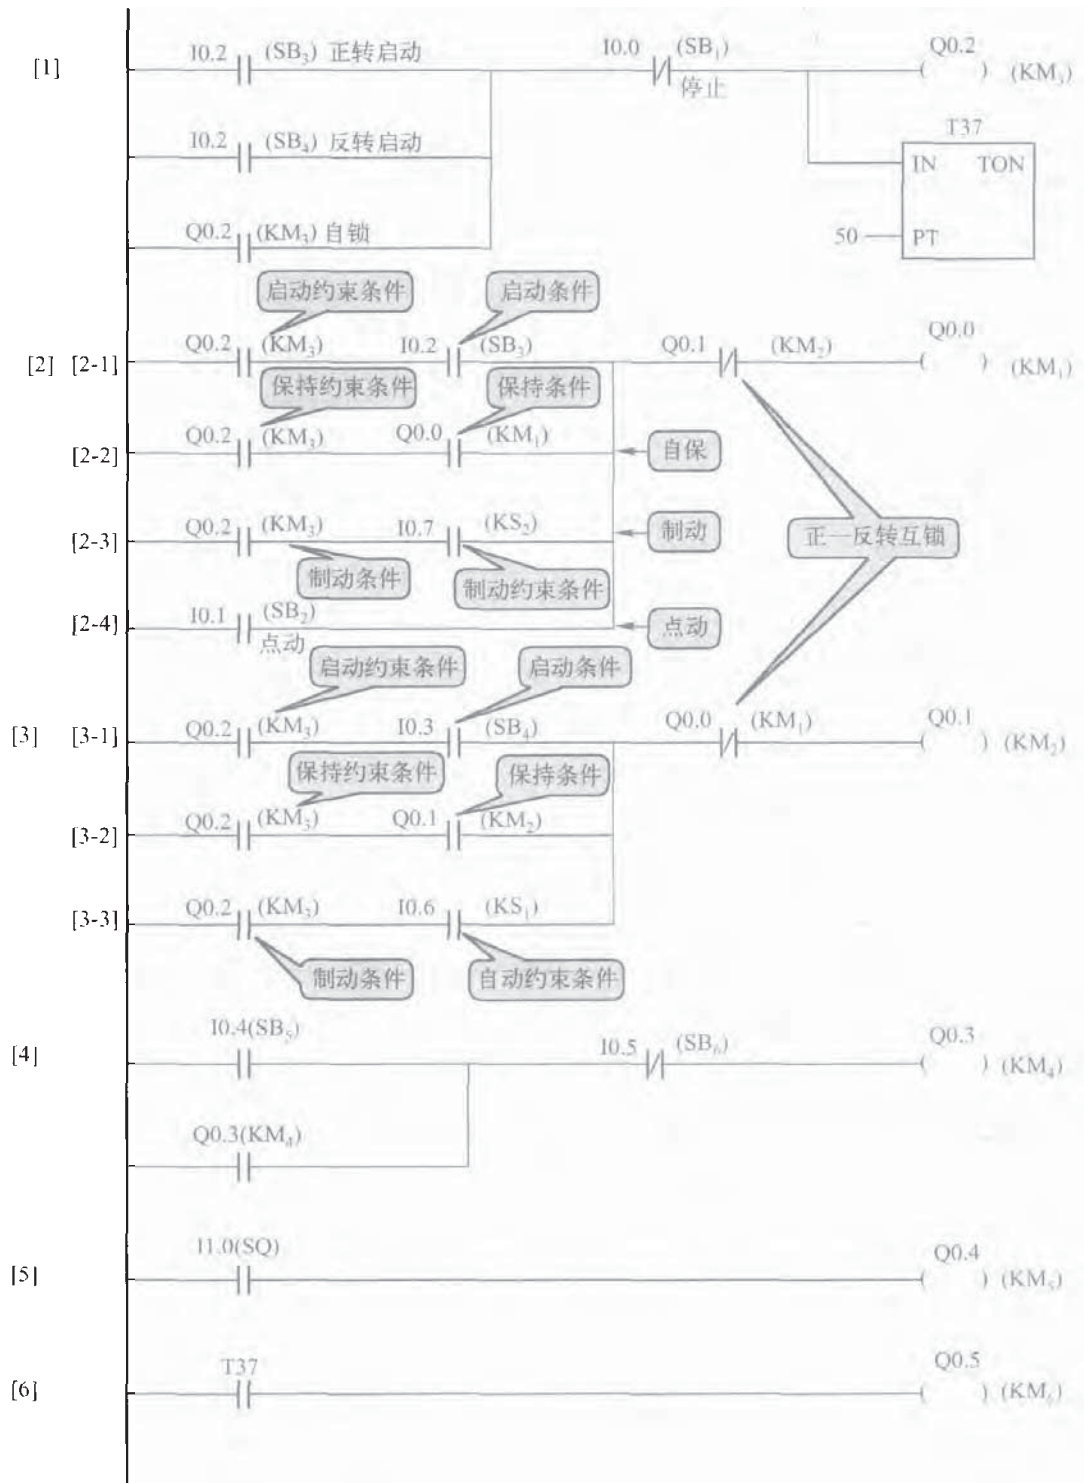 [1]
I0.2 (SB₃) 正转启动
I0.0 (SB₁) 停止
Q0.2 (KM₃)
T37
IN TON
50 PT
I0.2 (SB₄) 反转启动
Q0.2 (KM₃) 自锁
启动约束条件 启动条件
[2] [2-1] Q0.2 (KM₃) I0.2 (SB₃) Q0.1 (KM₂) Q0.0 (KM₁)
保持约束条件 保持条件
[2-2] Q0.2 (KM₃) Q0.0 (KM₁) 自保
[2-3] Q0.2 (KM₃) I0.7 (KS₂) 制动
正—反转互锁
制动条件 制动约束条件
[2-4] I0.1 (SB₂) 点动
点动
启动约束条件 启动条件
[3] [3-1] Q0.2 (KM₃) I0.3 (SB₄) Q0.0 (KM₁) Q0.1 (KM₂)
保持约束条件 保持条件
[3-2] Q0.2 (KM₃) Q0.1 (KM₂)
[3-3] Q0.2 (KM₃) I0.6 (KS₁)
制动条件 自动约束条件
[4] I0.4(SB₅) I0.5 (SB₆) Q0.3 (KM₄)
Q0.3(KM₄)
[5] I1.0(SQ) Q0.4 (KM₅)
[6] T37 Q0.5 (KM₆)